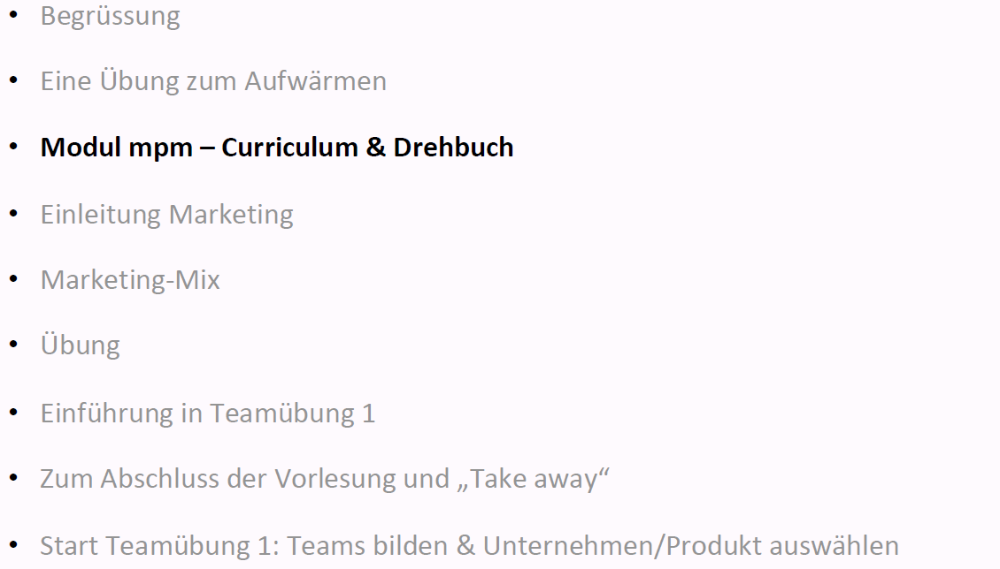 • Begrüssung
• Eine Übung zum Aufwärmen
• Modul mpm – Curriculum & Drehbuch
• Einleitung Marketing
• Marketing-Mix
• Übung
• Einführung in Teamübung 1
• Zum Abschluss der Vorlesung und „Take away“
• Start Teamübung 1: Teams bilden & Unternehmen/Produkt auswählen